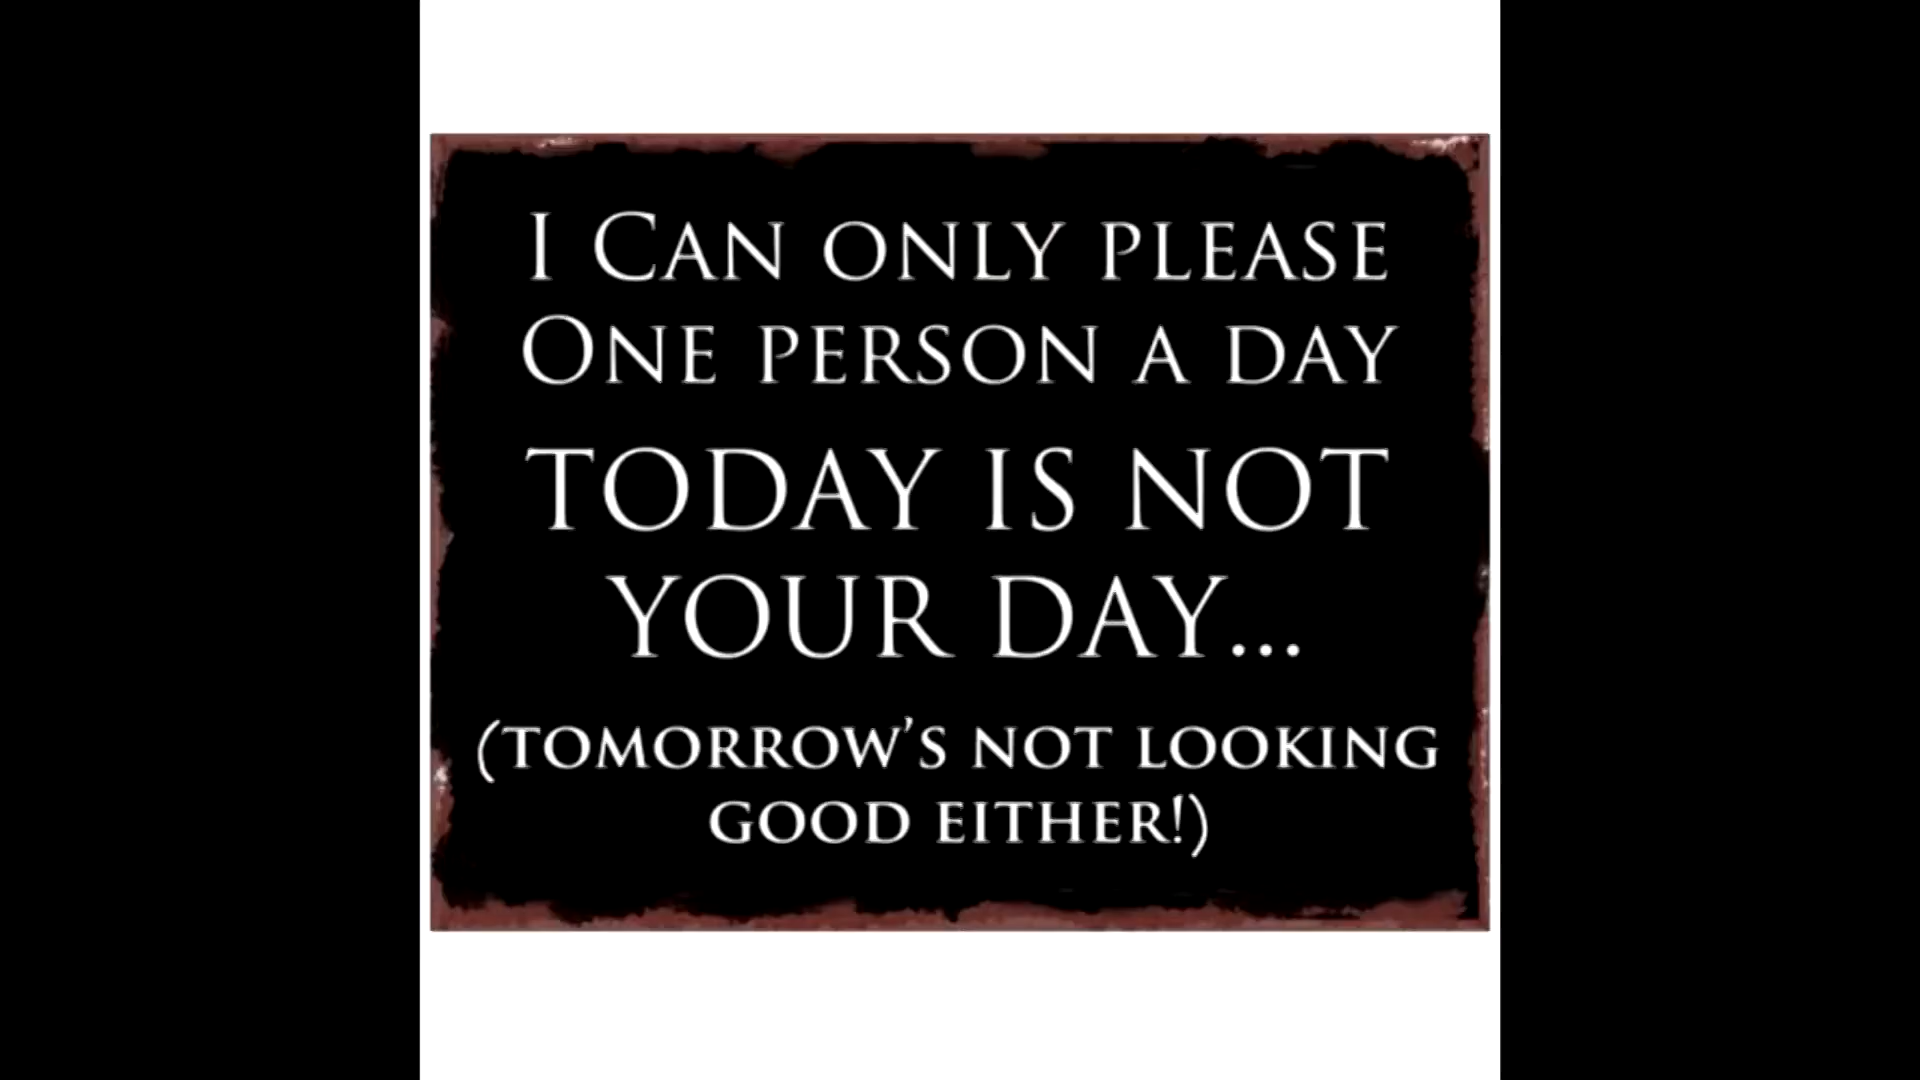 I CAN ONLY PLEASE
ONE PERSON A DAY
TODAY IS NOT
YOUR DAY...
(TOMORROW'S NOT LOOKING
GOOD EITHER!)